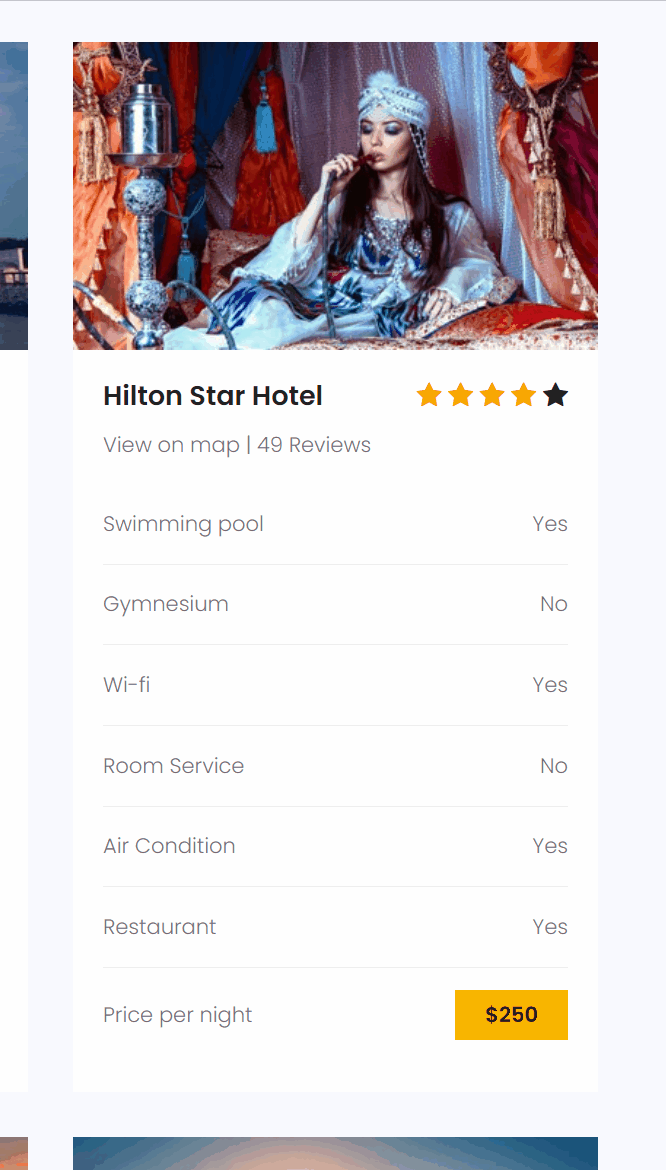 Hilton Star Hotel
View on map | 49 Reviews
Swimming pool Yes
Gymnesium No
Wi-fi Yes
Room Service No
Air Condition Yes
Restaurant Yes
Price per night $250